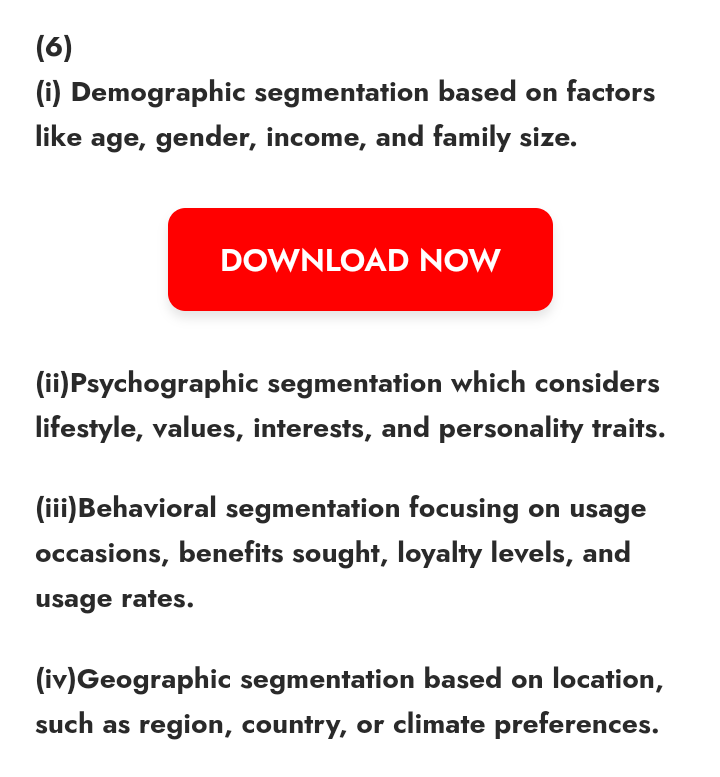 (6)
(i) Demographic segmentation based on factors
like age, gender, income, and family size.
DOWNLOAD NOW
(ii)Psychographic segmentation which considers
lifestyle, values, interests, and personality traits.
(iii)Behavioral segmentation focusing on usage
occasions, benefits sought, loyalty levels, and
usage rates.
(iv)Geographic segmentation based on location,
such as region, country, or climate preferences.